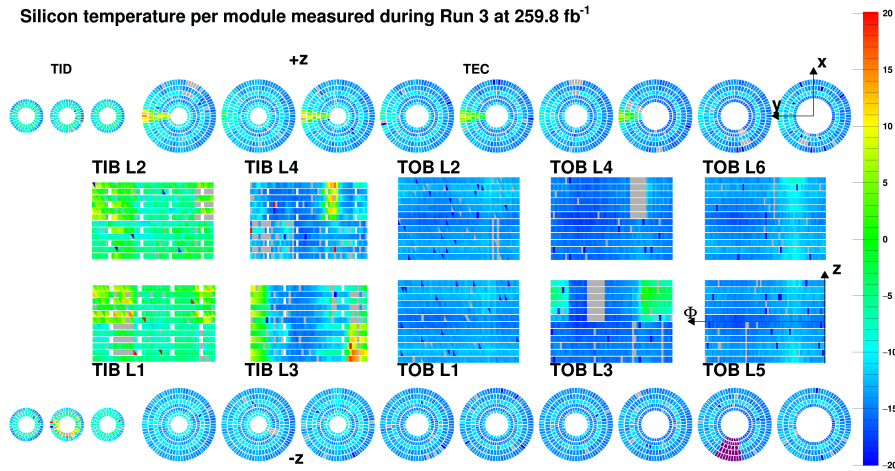 Silicon temperature per module measured during Run 3 at 259.8 fb⁻¹
20
+z
x
TID
TEC
15
y
10
TIB L2
TIB L4
TOB L2
TOB L4
TOB L6
5
0
−5
z
Φ
TIB L1
TIB L3
TOB L1
TOB L3
TOB L5
−10
−15
-z
−20